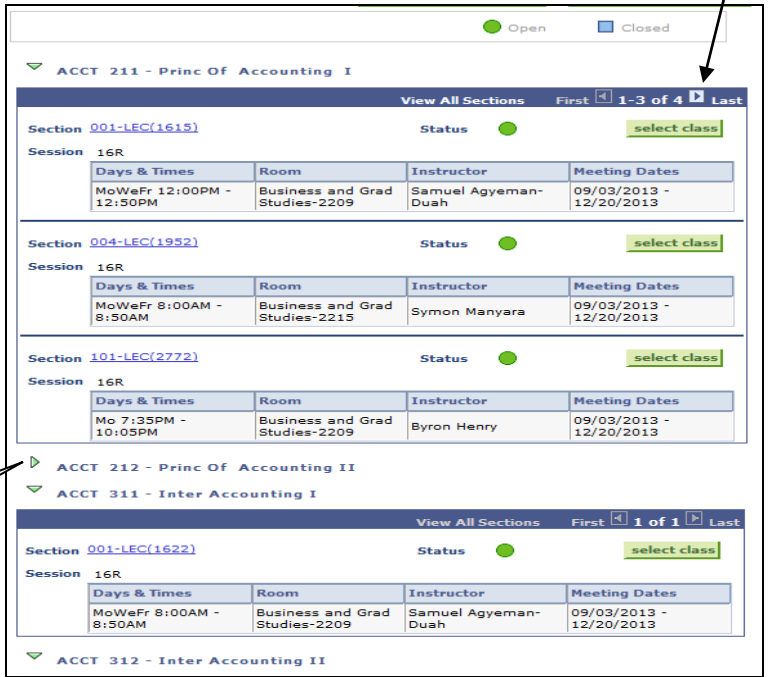 Open Closed
ACCT 211 - Princ Of Accounting I
View All Sections First 1-3 of 4 Last
Section 001-LEC(1615) Status select class
Session 16R
Days & Times Room Instructor Meeting Dates
MoWeFr 12:00PM - Business and Grad Samuel Agyeman- 09/03/2013 -
12:50PM Studies-2209 Duah 12/20/2013
Section 004-LEC(1952) Status select class
Session 16R
Days & Times Room Instructor Meeting Dates
MoWeFr 8:00AM - Business and Grad Symon Manyara 09/03/2013 -
8:50AM Studies-2215 12/20/2013
Section 101-LEC(2772) Status select class
Session 16R
Days & Times Room Instructor Meeting Dates
Mo 7:35PM - Business and Grad Byron Henry 09/03/2013 -
10:05PM Studies-2209 12/20/2013
ACCT 212 - Princ Of Accounting II
ACCT 311 - Inter Accounting I
View All Sections First 1 of 1 Last
Section 001-LEC(1622) Status select class
Session 16R
Days & Times Room Instructor Meeting Dates
MoWeFr 8:00AM - Business and Grad Samuel Agyeman- 09/03/2013 -
8:50AM Studies-2209 Duah 12/20/2013
ACCT 312 - Inter Accounting II